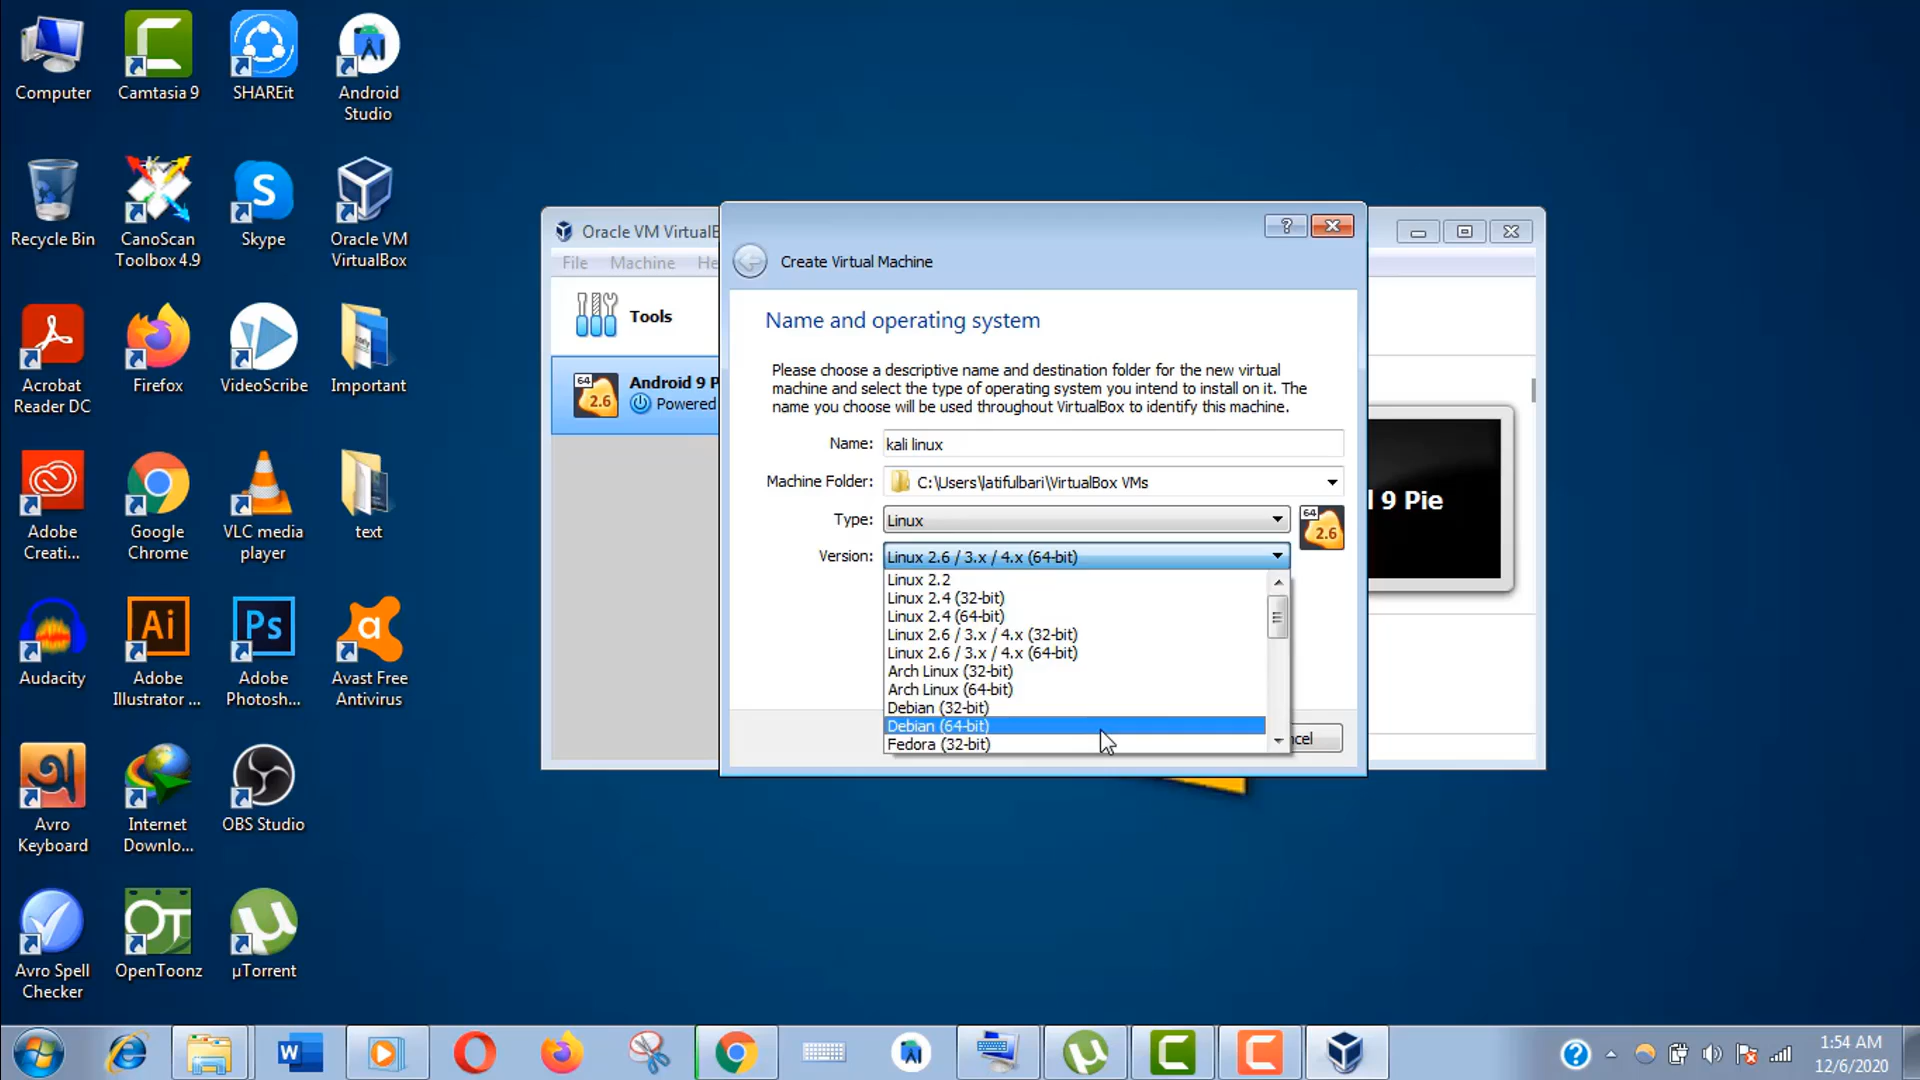 Computer
Camtasia 9
SHAREit
Android
Studio
Recycle Bin
CanoScan
Toolbox 4.9
Skype
Oracle VM
VirtualBox
Acrobat
Reader DC
Firefox
VideoScribe
Important
Adobe
Creati...
Google
Chrome
VLC media
player
text
Audacity
Adobe
Illustrator ...
Adobe
Photosh...
Avast Free
Antivirus
Avro
Keyboard
Internet
Downlo...
OBS Studio
Avro Spell
Checker
OpenToonz
µTorrent
Oracle VM VirtualB
File Machine He
Tools
64
2.6
Android 9 P
Powered
Create Virtual Machine
Name and operating system
Please choose a descriptive name and destination folder for the new virtual
machine and select the type of operating system you intend to install on it. The
name you choose will be used throughout VirtualBox to identify this machine.
Name: kali linux
Machine Folder: C:\Users\latifulbari\VirtualBox VMs
Type: Linux
64
2.6
Version: Linux 2.6 / 3.x / 4.x (64-bit)
Linux 2.2
Linux 2.4 (32-bit)
Linux 2.4 (64-bit)
Linux 2.6 / 3.x / 4.x (32-bit)
Linux 2.6 / 3.x / 4.x (64-bit)
Arch Linux (32-bit)
Arch Linux (64-bit)
Debian (32-bit)
Debian (64-bit)
Fedora (32-bit)
ncel
l 9 Pie
1:54 AM
12/6/2020